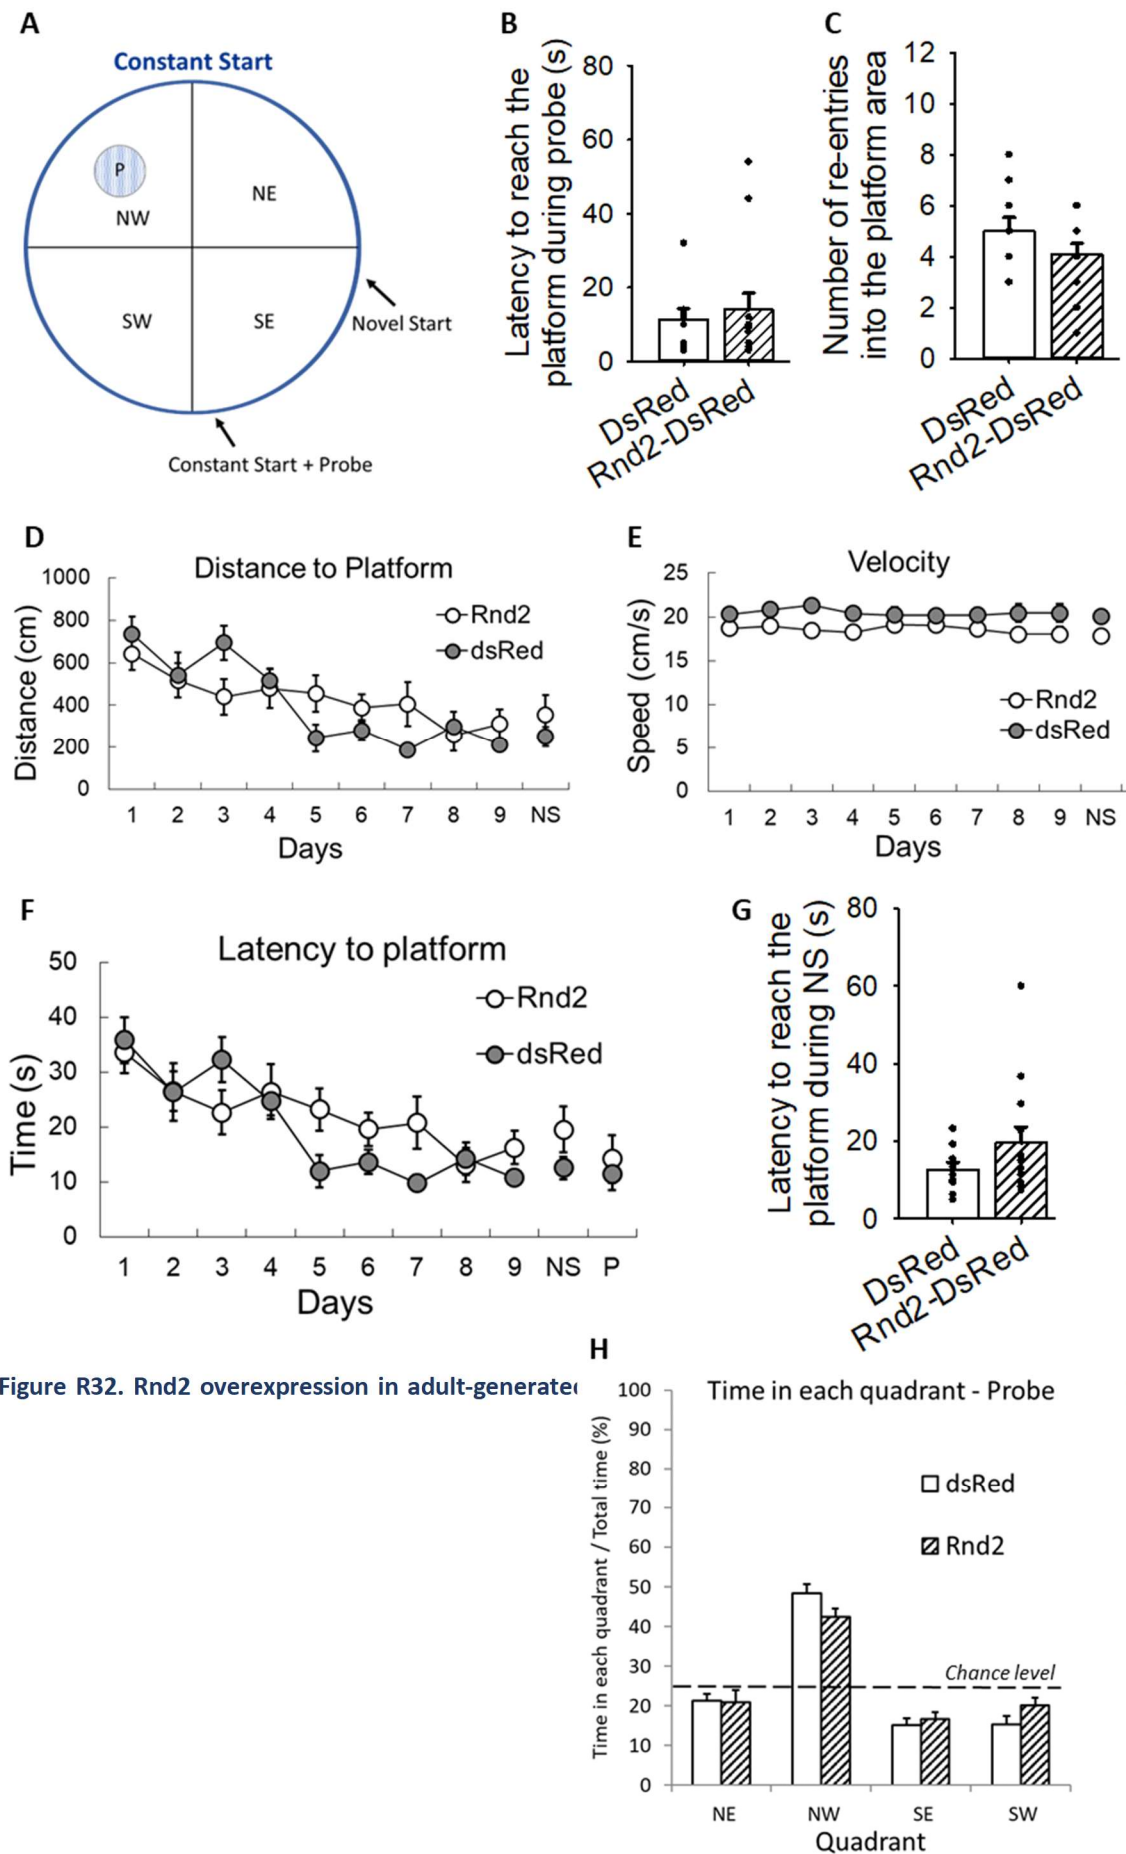 A
Constant Start
P
NW
NE
SW
SE
Novel Start
Constant Start + Probe
B
Latency to reach the
platform during probe (s)
80
60
40
20
0
DsRed
Rnd2-DsRed
C
Number of re-entries
into the platform area
12
10
8
6
4
2
0
DsRed
Rnd2-DsRed
D
Distance to Platform
Distance (cm)
1000
800
600
400
200
0
Rnd2
dsRed
1 2 3 4 5 6 7 8 9 NS
Days
E
Velocity
Speed (cm/s)
25
20
15
10
5
0
Rnd2
dsRed
1 2 3 4 5 6 7 8 9 NS
Days
F
Latency to platform
Time (s)
50
40
30
20
10
0
Rnd2
dsRed
1 2 3 4 5 6 7 8 9 NS P
Days
G
Latency to reach the
platform during NS (s)
80
60
40
20
0
DsRed
Rnd2-DsRed
Figure R32. Rnd2 overexpression in adult-generated
H
Time in each quadrant - Probe
Time in each quadrant / Total time (%)
100
90
80
70
60
50
40
30
20
10
0
dsRed
Rnd2
Chance level
NE NW SE SW
Quadrant